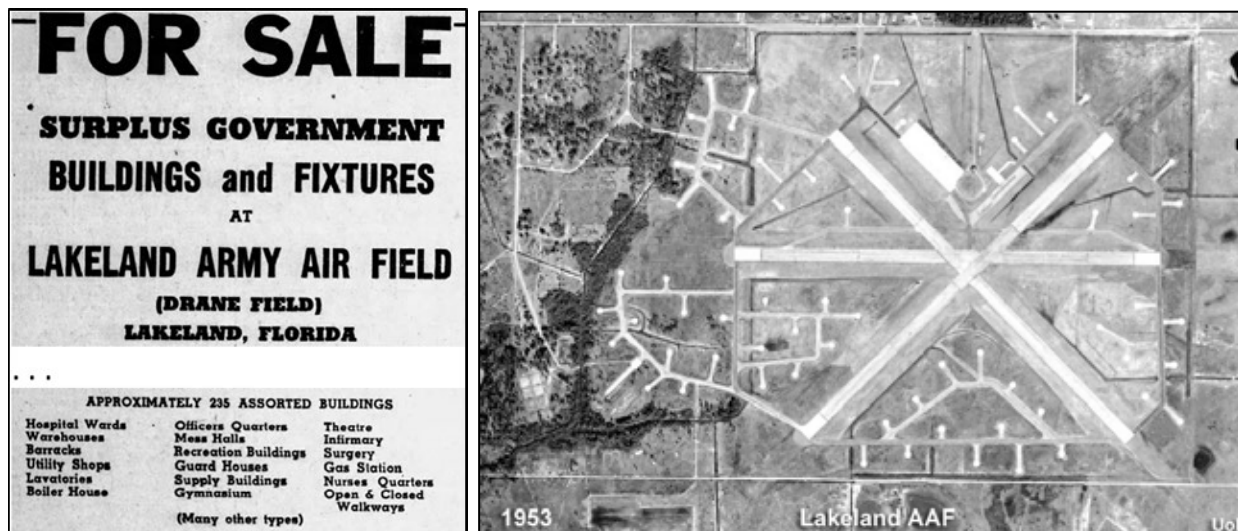 FOR SALE
SURPLUS GOVERNMENT
BUILDINGS and FIXTURES
AT
LAKELAND ARMY AIR FIELD
(DRANE FIELD)
LAKELAND, FLORIDA
...
APPROXIMATELY 235 ASSORTED BUILDINGS
Hospital Wards
Warehouses
Barracks
Utility Shops
Lavatories
Boiler House
Officers Quarters
Mess Halls
Recreation Buildings
Guard Houses
Supply Buildings
Gymnasium
(Many other types)
Theatre
Infirmary
Surgery
Gas Station
Nurses Quarters
Open & Closed
Walkways
1953
Lakeland AAF